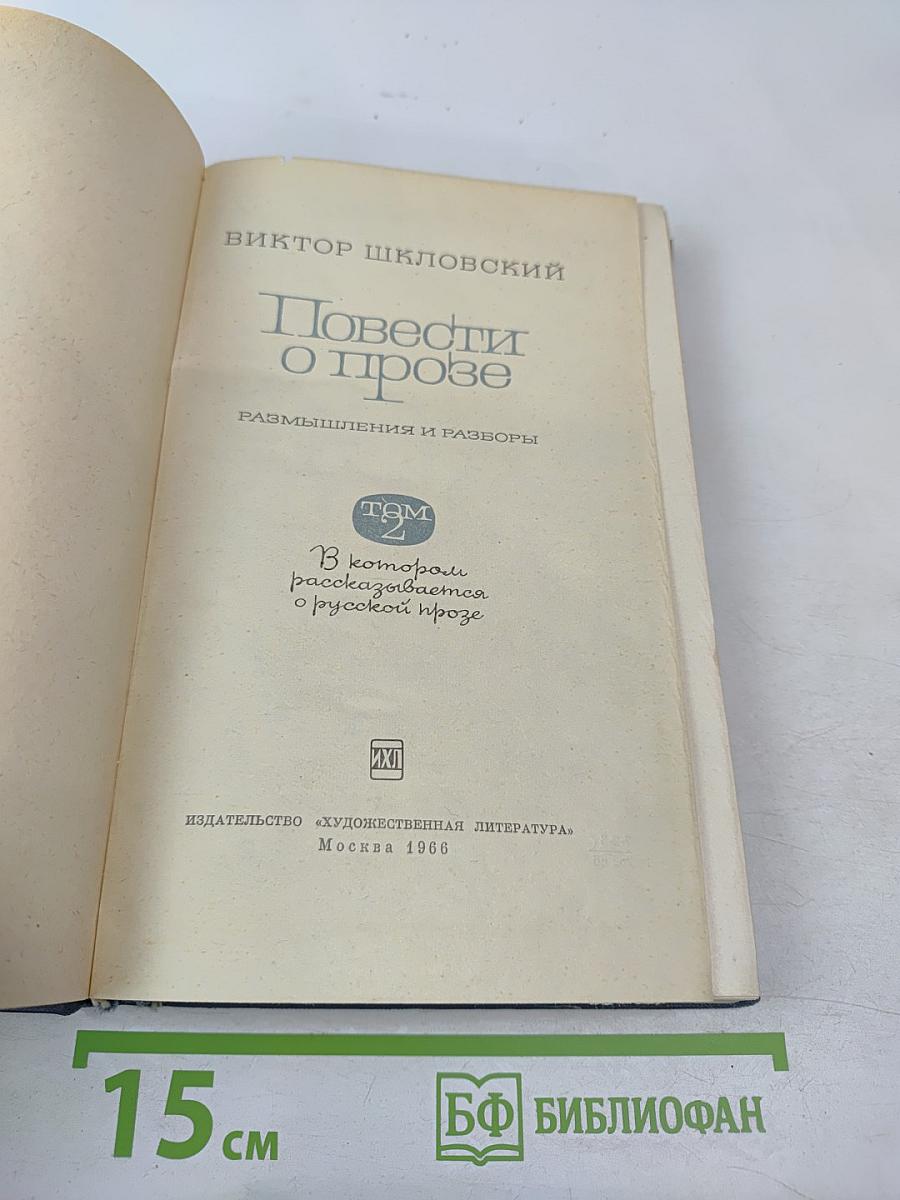 ВИКТОР ШКЛОВСКИЙ
Повести
о прозе
РАЗМЫШЛЕНИЯ И РАЗБОРЫ
ТОМ
2
В котором
рассказывается
о русской прозе
ИХЛ
ИЗДАТЕЛЬСТВО «ХУДОЖЕСТВЕННАЯ ЛИТЕРАТУРА»
Москва 1966
15 см
БФ БИБЛИОФАН